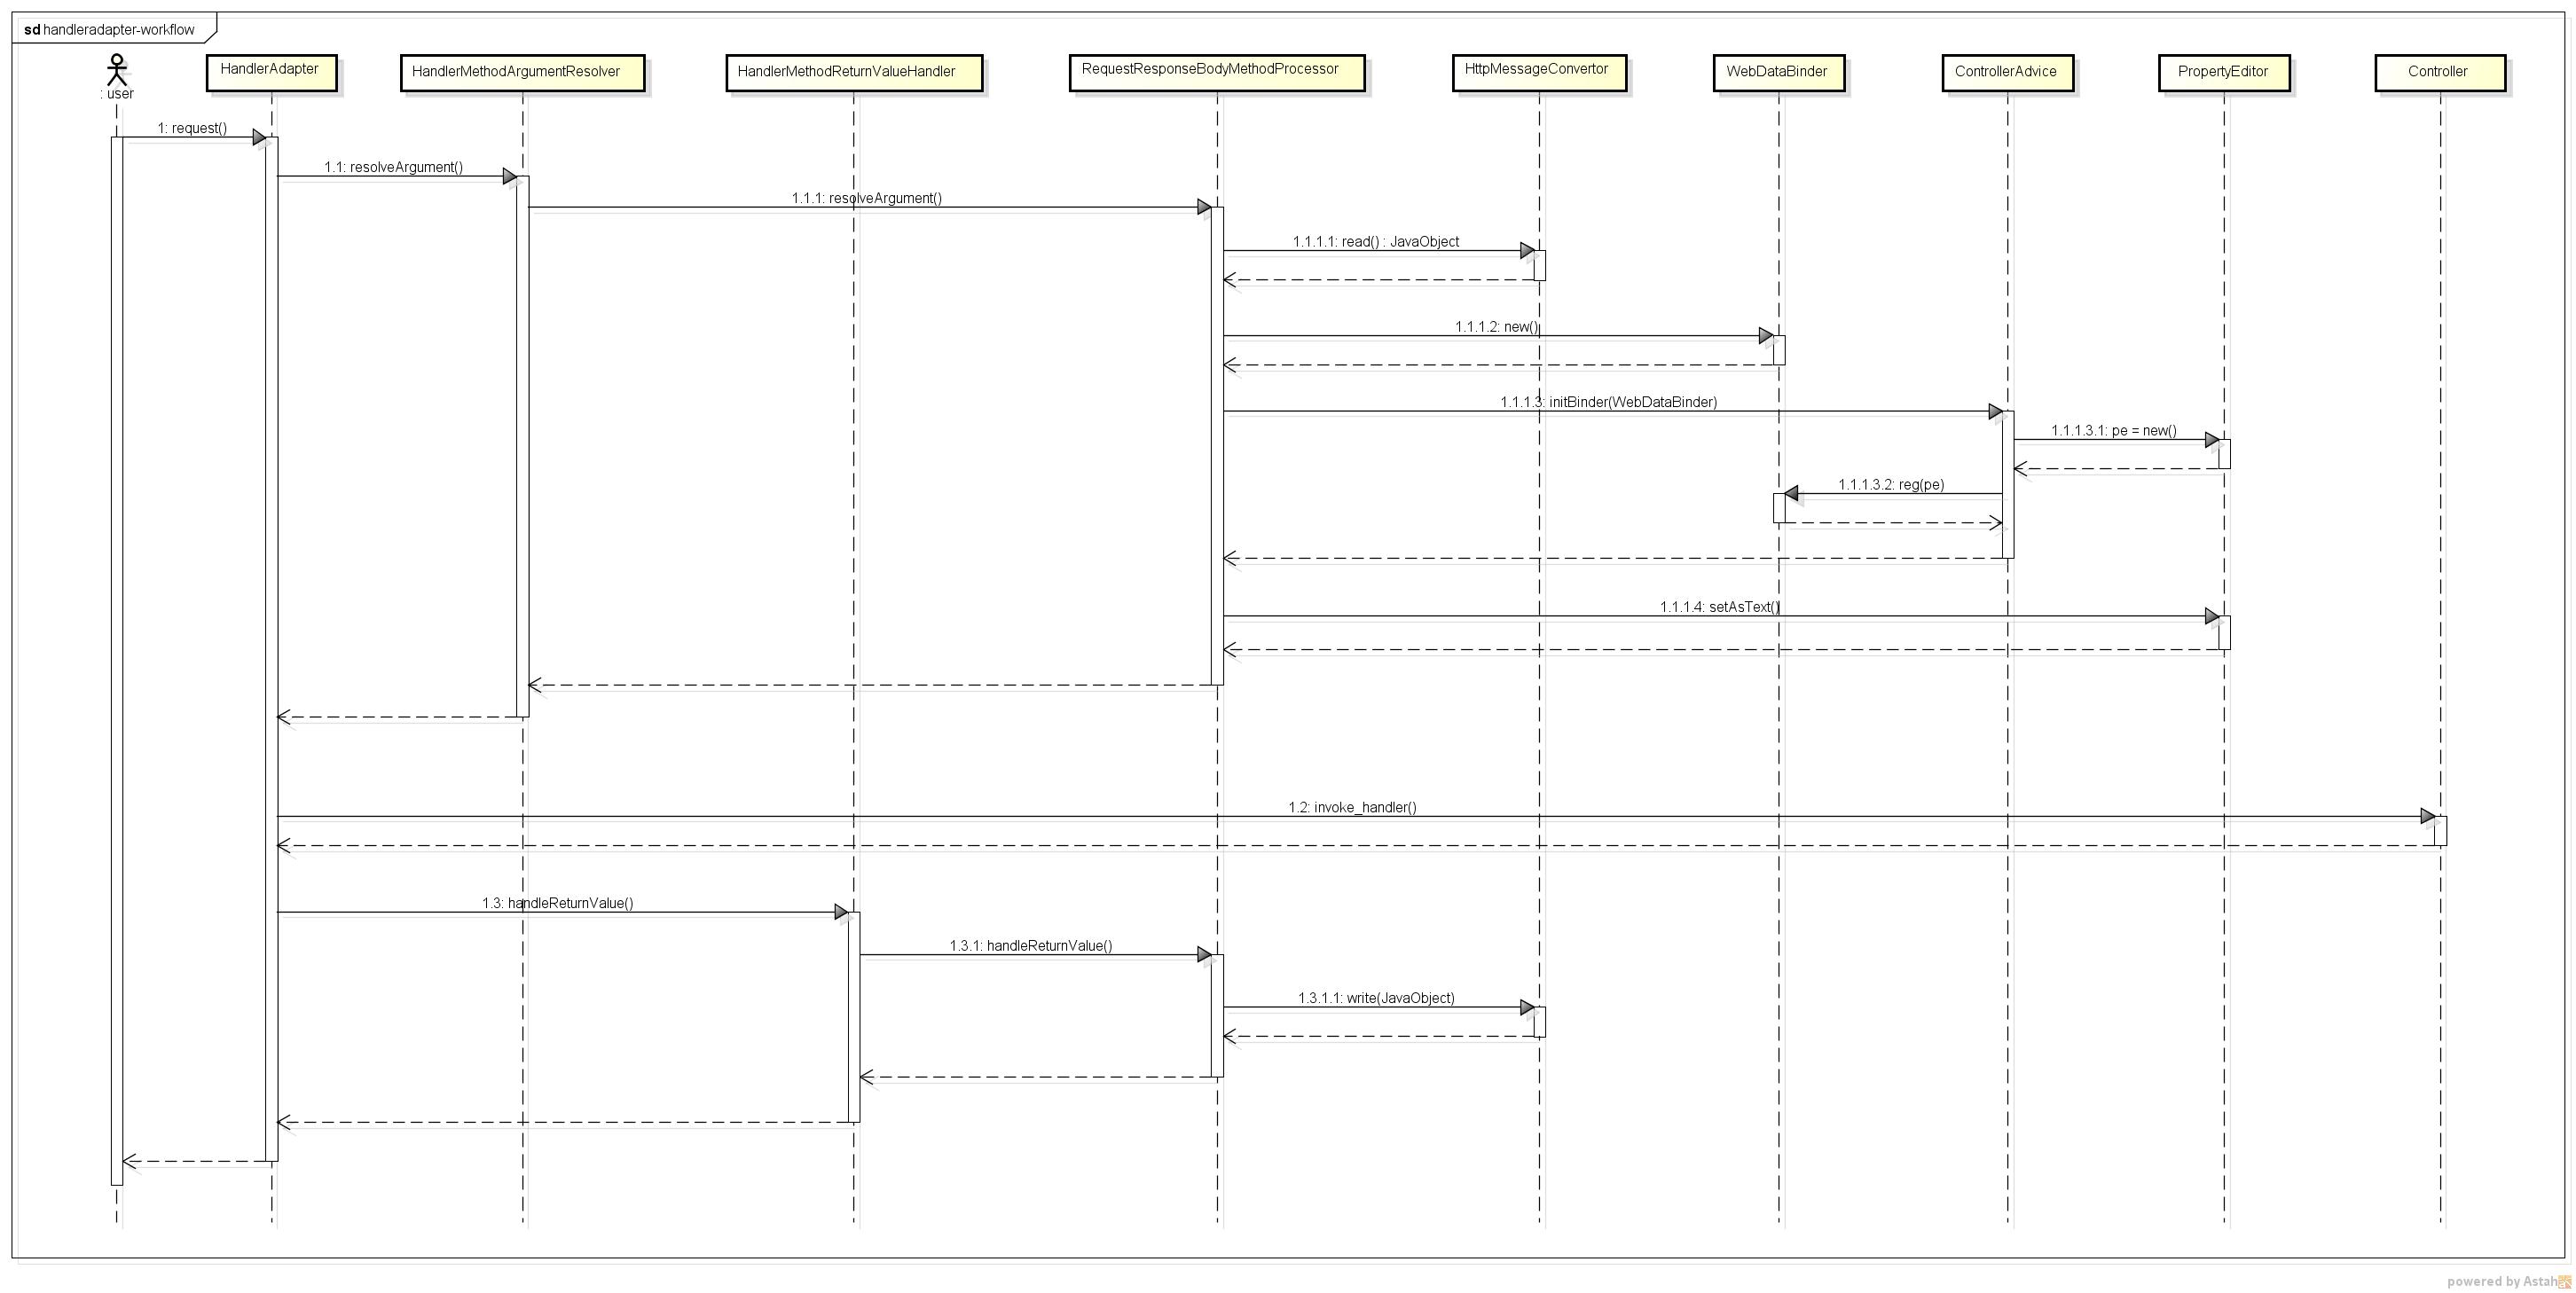 sd handleradapter-workflow
: user
HandlerAdapter
HandlerMethodArgumentResolver
HandlerMethodReturnValueHandler
RequestResponseBodyMethodProcessor
HttpMessageConvertor
WebDataBinder
ControllerAdvice
PropertyEditor
Controller
1: request()
1.1: resolveArgument()
1.1.1: resolveArgument()
1.1.1.1: read() : JavaObject
1.1.1.2: new()
1.1.1.3: initBinder(WebDataBinder)
1.1.1.3.1: pe = new()
1.1.1.3.2: reg(pe)
1.1.1.4: setAsText()
1.2: invoke_handler()
1.3: handleReturnValue()
1.3.1: handleReturnValue()
1.3.1.1: write(JavaObject)
powered by Astah